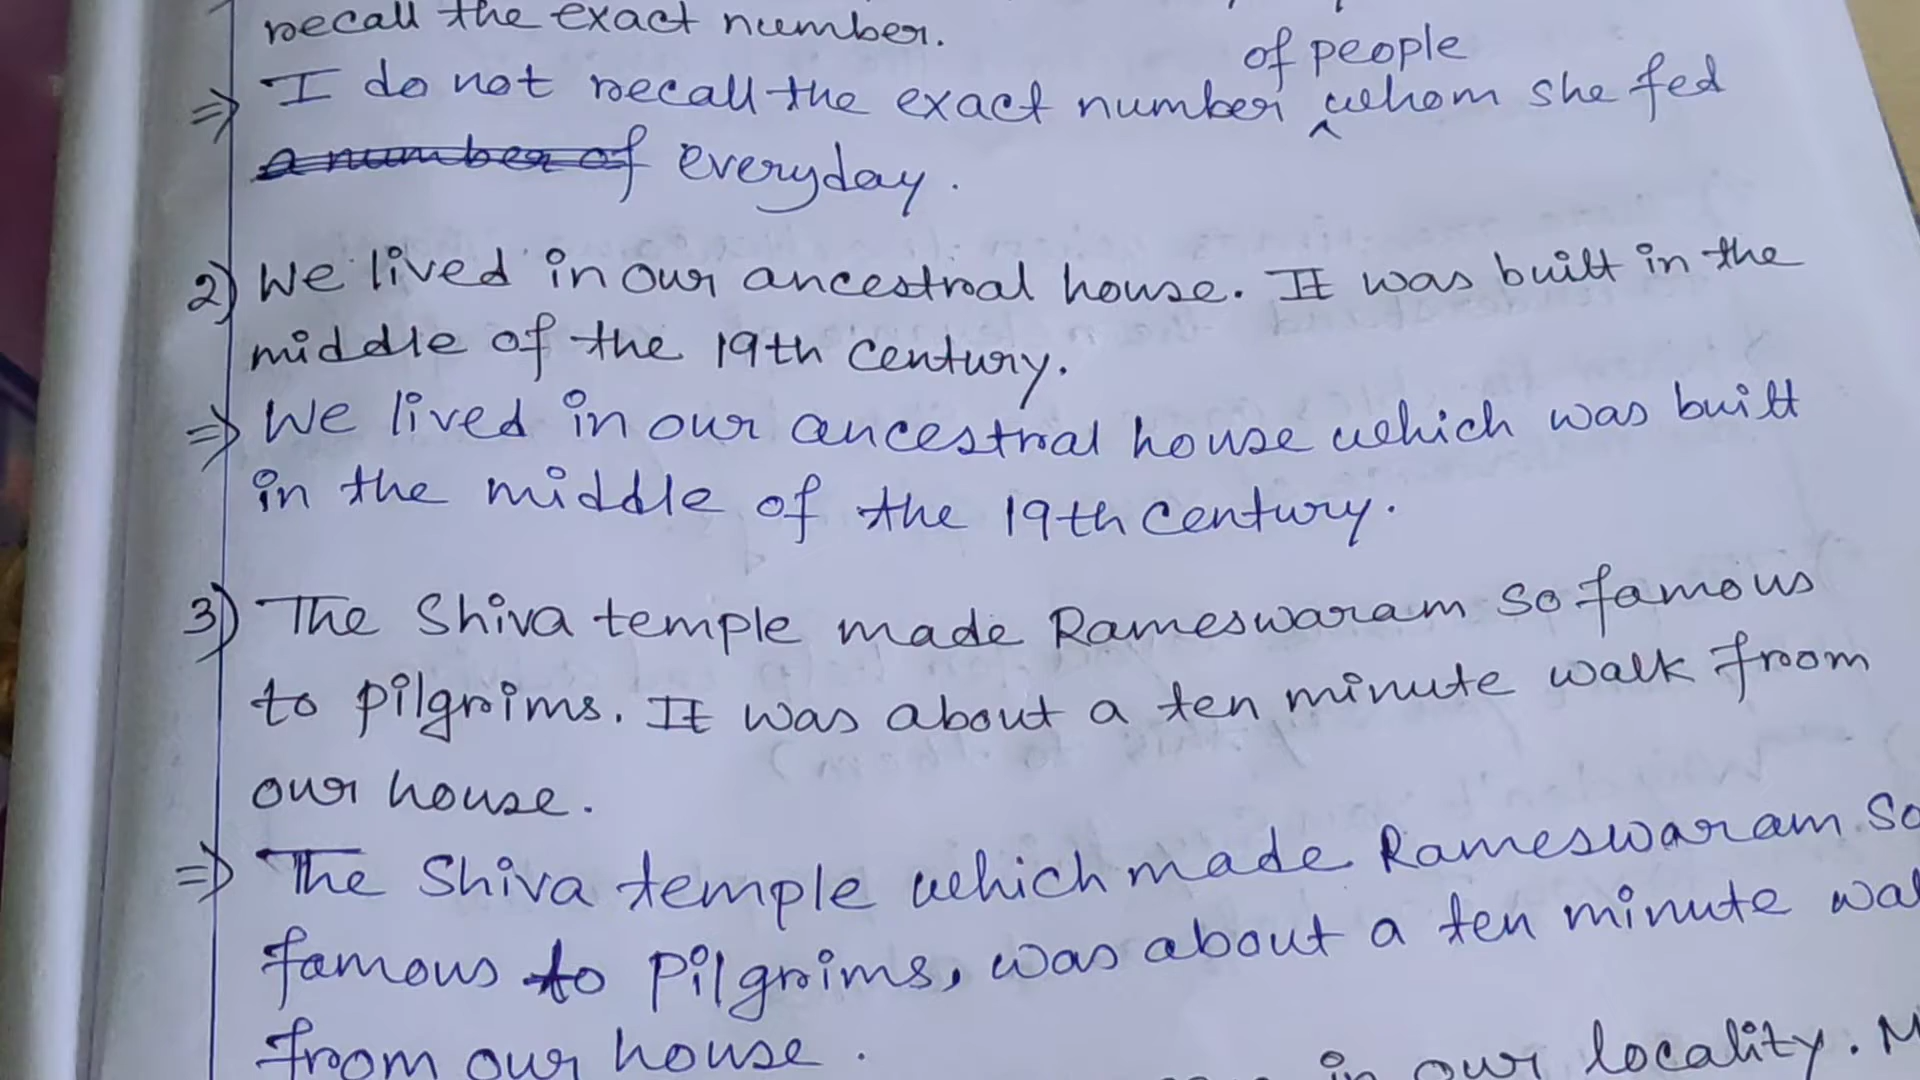 recall the exact number.
of people
⇒ I do not recall the exact number ^ whom she fed
a number of everyday.
2) We lived in our ancestral house. It was built in the
middle of the 19th century.
⇒ We lived in our ancestral house which was built
in the middle of the 19th century.
3) The Shiva temple made Rameswaram so famous
to pilgrims. It was about a ten minute walk from
our house.
⇒ The Shiva temple which made Rameswaram so
famous to pilgrims, was about a ten minute wal
from our house.
in our locality. M